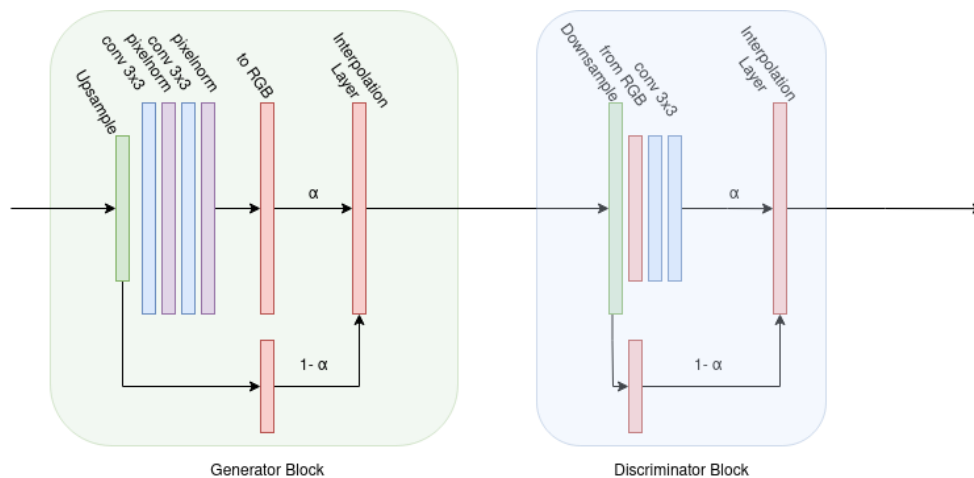 Upsample
conv 3x3
pixelnorm
conv 3x3
pixelnorm
to RGB
Interpolation
Layer
α
1- α
Generator Block
Downsample
from RGB
conv 3x3
Interpolation
Layer
α
1- α
Discriminator Block